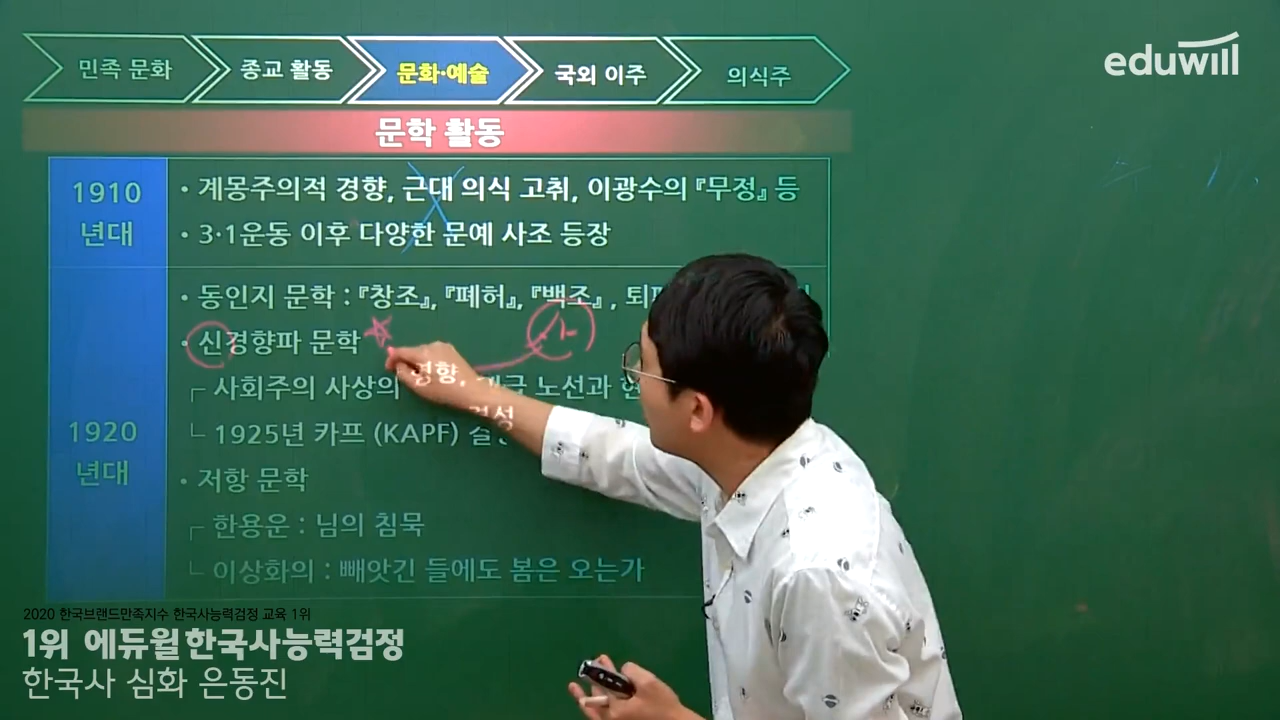 민족 문화
종교 활동
문화·예술
국외 이주
의식주
eduwill
문학 활동
1910
년대
• 계몽주의적 경향, 근대 의식 고취, 이광수의 『무정』 등
• 3·1운동 이후 다양한 문예 사조 등장
1920
년대
• 동인지 문학 : 『창조』, 『폐허』, 『백조』,
• 신경향파 문학
사
┌ 사회주의 사상의 영향, 노선과
└ 1925년 카프 (KAPF) 결성
• 저항 문학
┌ 한용운 : 님의 침묵
└ 이상화의 : 빼앗긴 들에도 봄은 오는가
2020 한국브랜드만족지수 한국사능력검정 교육 1위
1위 에듀윌 한국사능력검정
한국사 심화 은동진